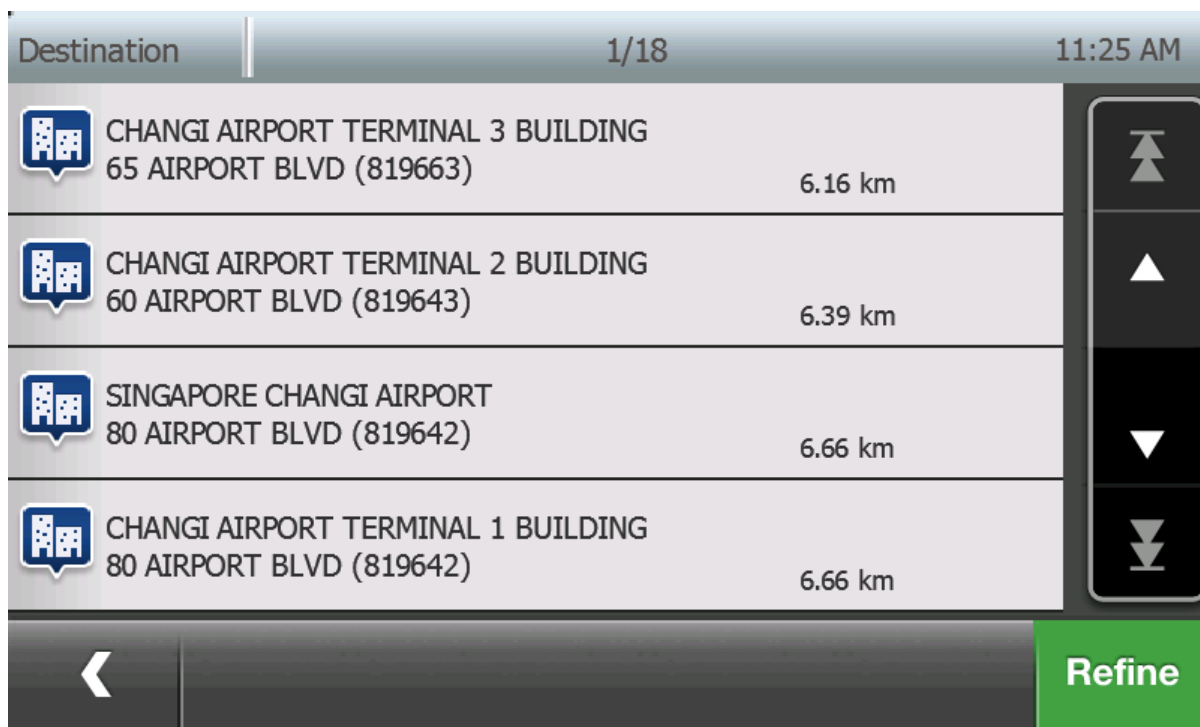 Destination 1/18 11:25 AM
CHANGI AIRPORT TERMINAL 3 BUILDING
65 AIRPORT BLVD (819663)
6.16 km
CHANGI AIRPORT TERMINAL 2 BUILDING
60 AIRPORT BLVD (819643)
6.39 km
SINGAPORE CHANGI AIRPORT
80 AIRPORT BLVD (819642)
6.66 km
CHANGI AIRPORT TERMINAL 1 BUILDING
80 AIRPORT BLVD (819642)
6.66 km
Refine